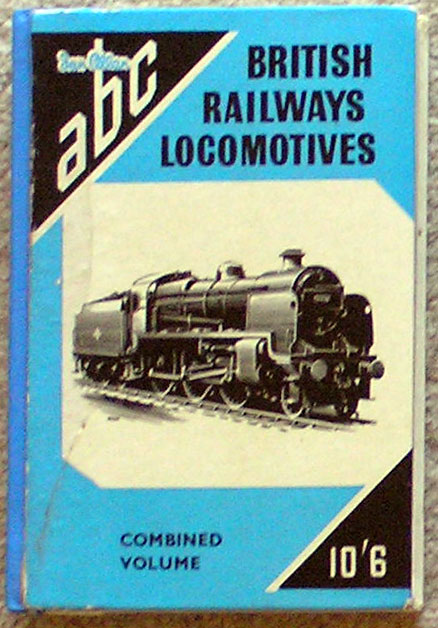 Ian Allan
abc
BRITISH
RAILWAYS
LOCOMOTIVES
COMBINED
VOLUME
10'6